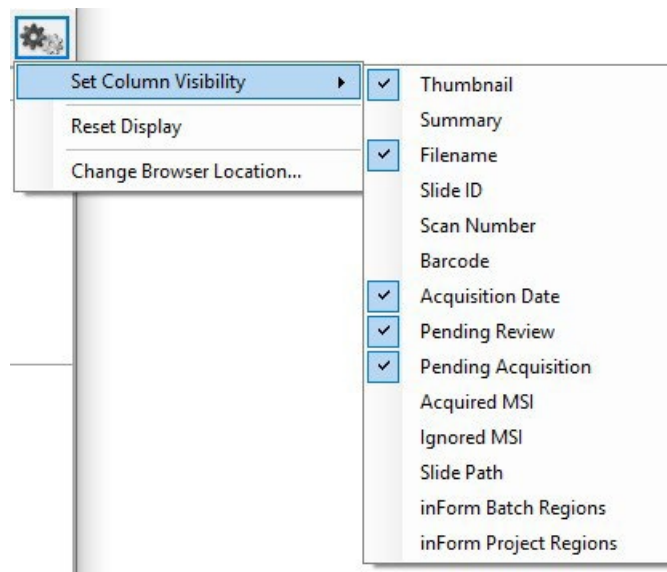 Set Column Visibility
Reset Display
Change Browser Location...
Thumbnail
Summary
Filename
Slide ID
Scan Number
Barcode
Acquisition Date
Pending Review
Pending Acquisition
Acquired MSI
Ignored MSI
Slide Path
inForm Batch Regions
inForm Project Regions